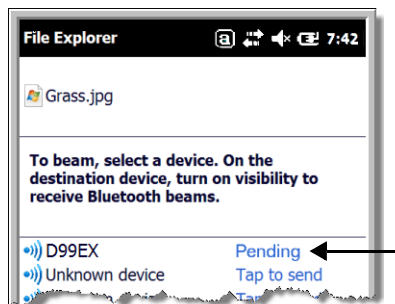 File Explorer a 7:42
Grass.jpg
To beam, select a device. On the
destination device, turn on visibility to
receive Bluetooth beams.
D99EX Pending
Unknown device Tap to send